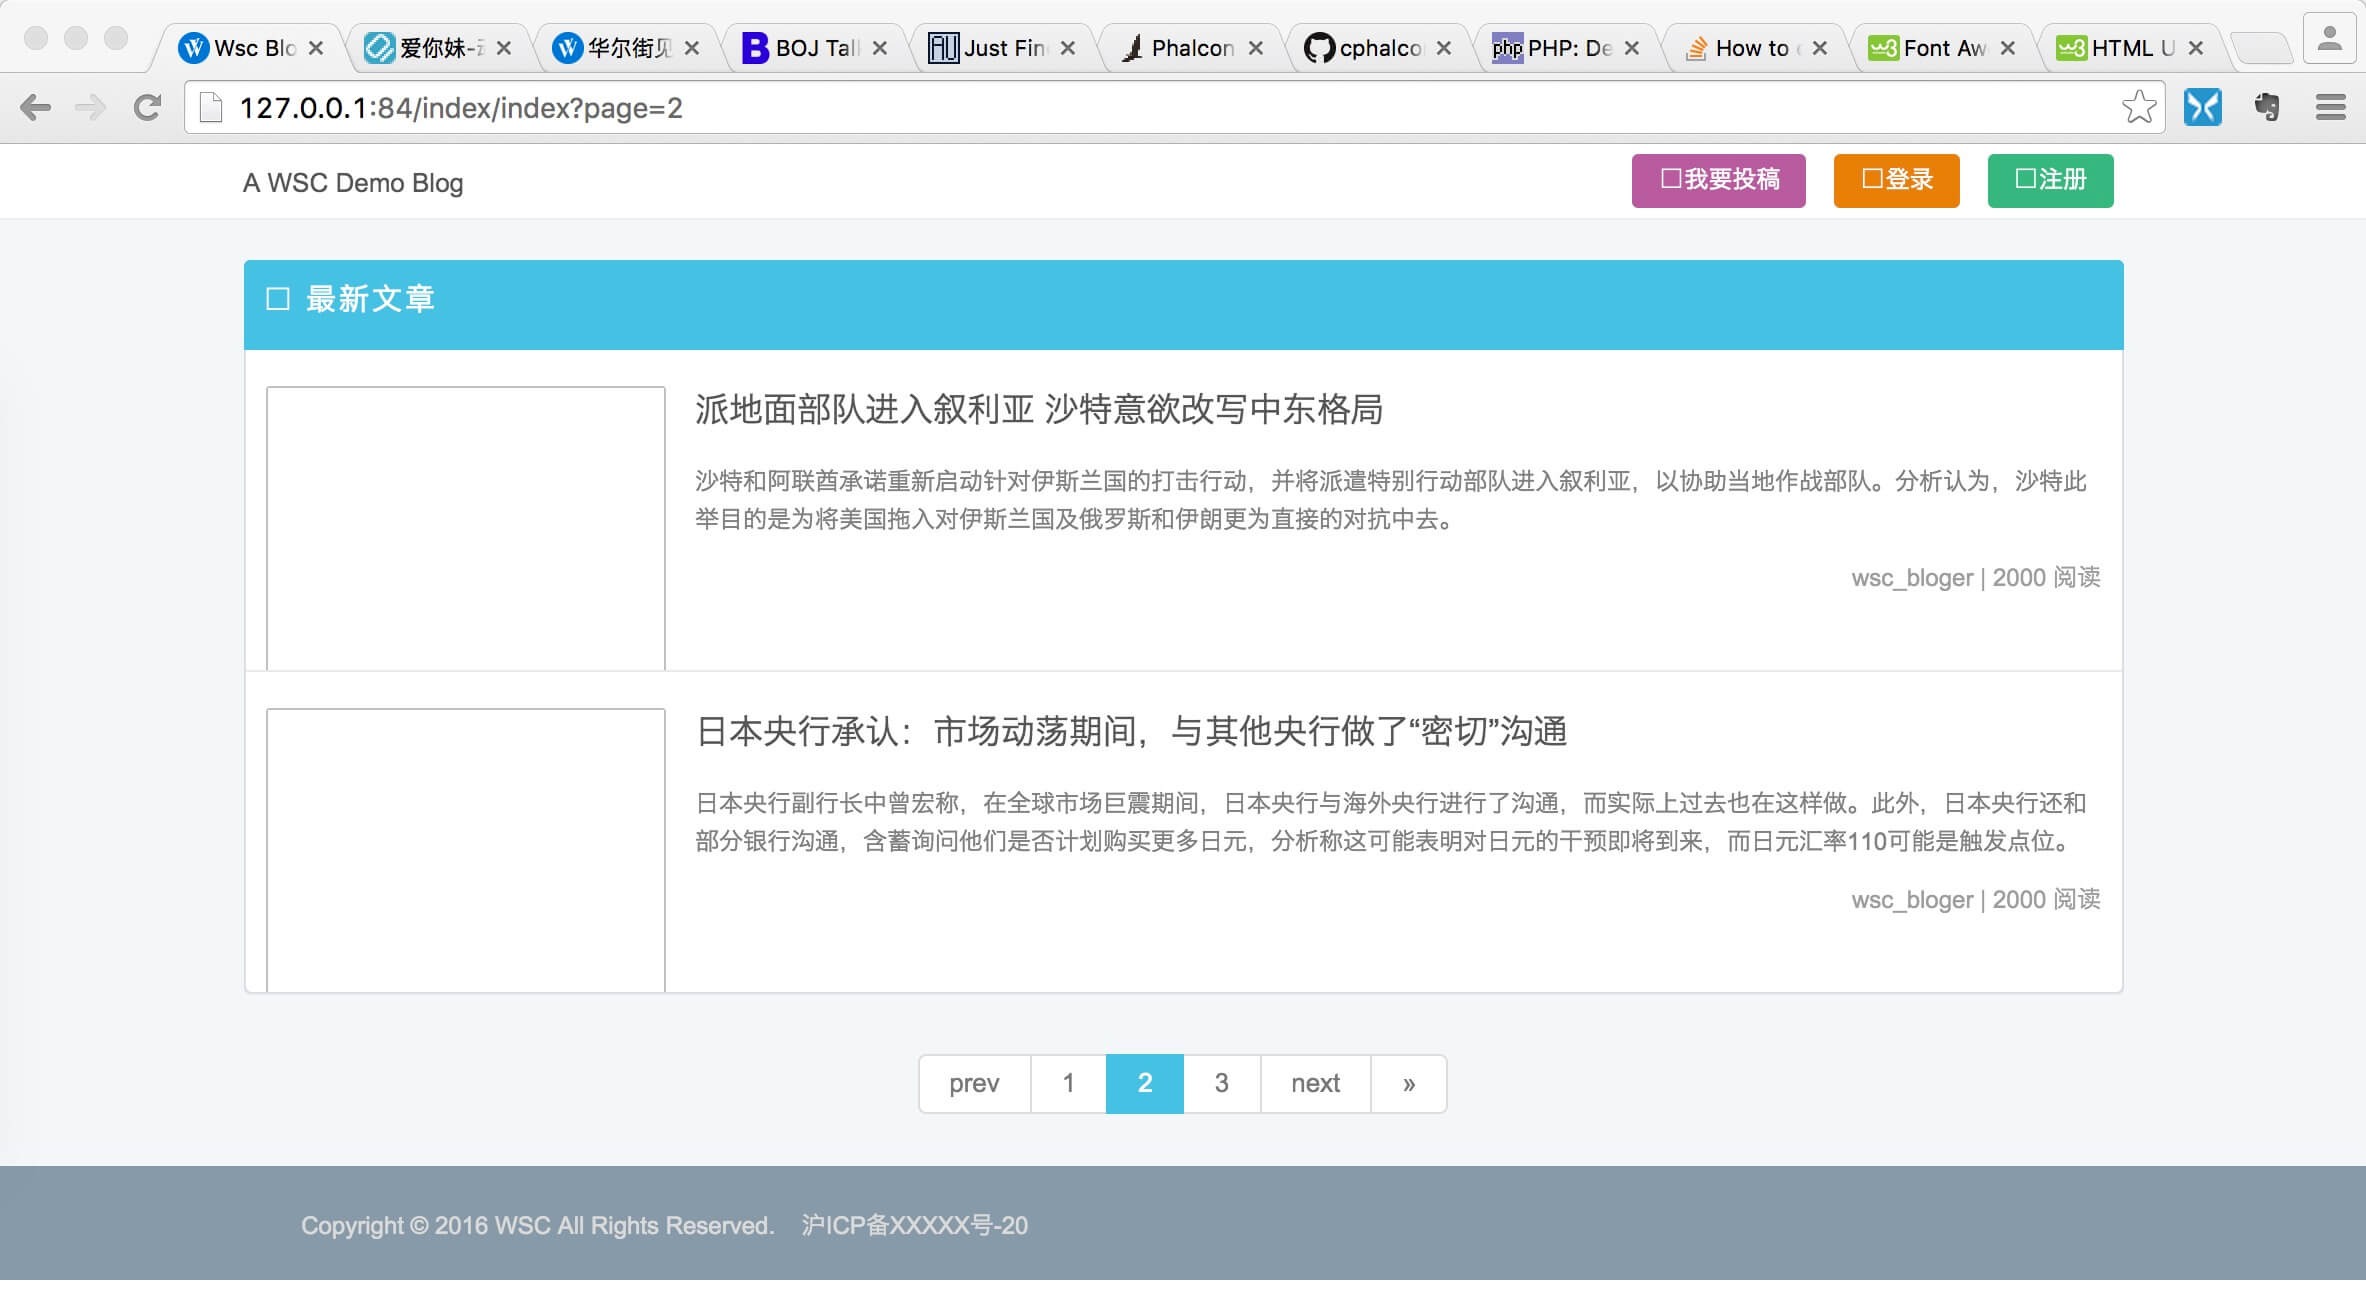 Wsc Blo
爱你妹-
华尔街见
BOJ Tal
Just Fin
Phalcon
cphalco
php PHP: De
How to
w3 Font Aw
w3 HTML U
127.0.0.1:84/index/index?page=2
A WSC Demo Blog
我要投稿
登录
注册
最新文章
派地面部队进入叙利亚 沙特意欲改写中东格局
沙特和阿联酋承诺重新启动针对伊斯兰国的打击行动，并将派遣特别行动部队进入叙利亚，以协助当地作战部队。分析认为，沙特此
举目的是为将美国拖入对伊斯兰国及俄罗斯和伊朗更为直接的对抗中去。
wsc_bloger | 2000 阅读
日本央行承认：市场动荡期间，与其他央行做了“密切”沟通
日本央行副行长中曾宏称，在全球市场巨震期间，日本央行与海外央行进行了沟通，而实际上过去也在这样做。此外，日本央行还和
部分银行沟通，含蓄询问他们是否计划购买更多日元，分析称这可能表明对日元的干预即将到来，而日元汇率110可能是触发点位。
wsc_bloger | 2000 阅读
prev 1 2 3 next »
Copyright © 2016 WSC All Rights Reserved. 沪ICP备XXXXX号-20